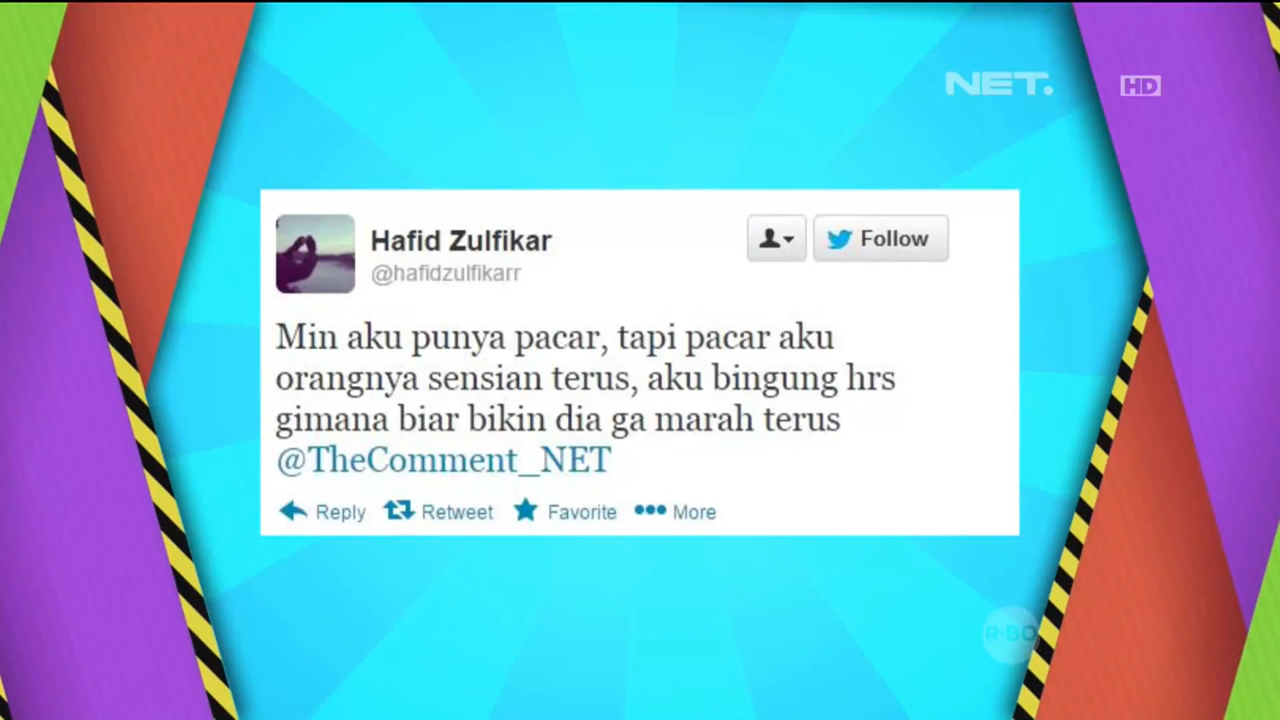 NET.
HD
Hafid Zulfikar
@hafidzulfikarr
Follow
Min aku punya pacar, tapi pacar aku
orangnya sensian terus, aku bingung hrs
gimana biar bikin dia ga marah terus
@TheComment_NET
Reply Retweet Favorite More
R-BO